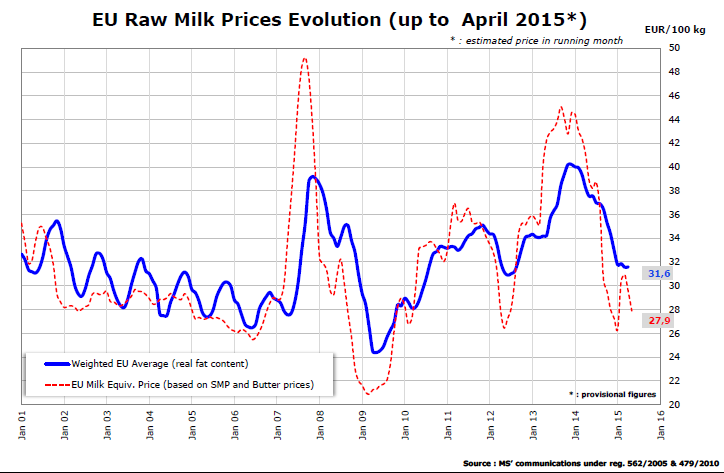 EU Raw Milk Prices Evolution (up to  April 2015*)
EUR/100 kg
* : estimated price in running month
50
48
46
44
42
40
38
36
34
32
30
28
26
24
22
20
31,6
27,9
Weighted EU Average (real fat content)
EU Milk Equiv. Price (based on SMP and Butter prices)
* : provisional figures
Jan 01
Jan 02
Jan 03
Jan 04
Jan 05
Jan 06
Jan 07
Jan 08
Jan 09
Jan 10
Jan 11
Jan 12
Jan 13
Jan 14
Jan 15
Jan 16
Source : MS' communications under reg. 562/2005 & 479/2010